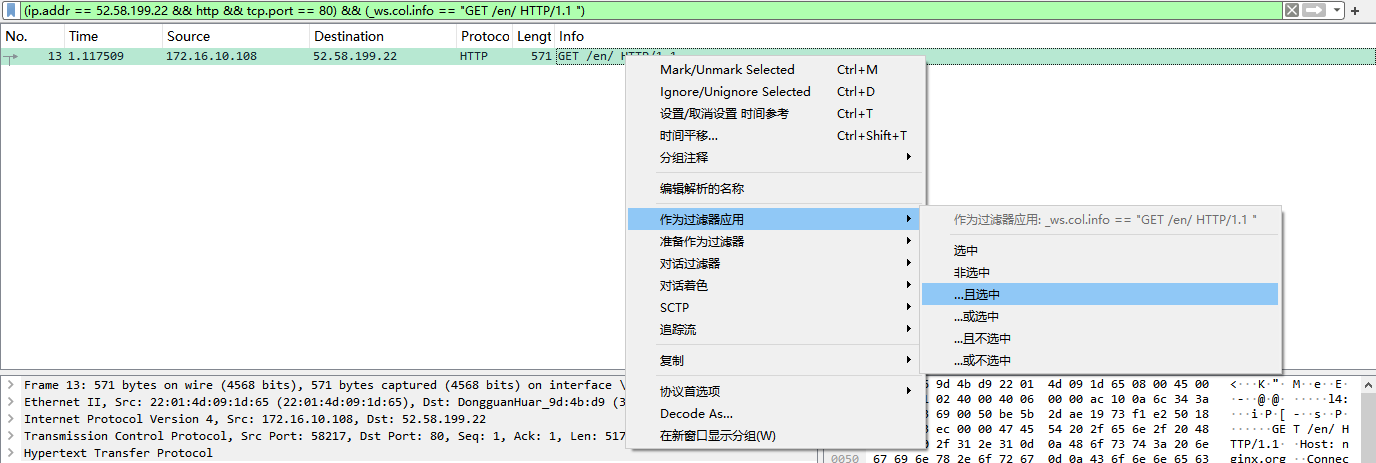 (ip.addr == 52.58.199.22 && http && tcp.port == 80) && (_ws.col.info == "GET /en/ HTTP/1.1 ")
No. Time Source Destination Protoco Lengt Info
13 1.117509 172.16.10.108 52.58.199.22 HTTP 571 GET /en/ HTTP/1.1
Mark/Unmark Selected Ctrl+M
Ignore/Unignore Selected Ctrl+D
设置/取消设置 时间参考 Ctrl+T
时间平移... Ctrl+Shift+T
分组注释
编辑解析的名称
作为过滤器应用
准备作为过滤器
对话过滤器
对话着色
SCTP
追踪流
复制
协议首选项
Decode As...
在新窗口显示分组(W)
作为过滤器应用: _ws.col.info == "GET /en/ HTTP/1.1 "
选中
非选中
...且选中
...或选中
...且不选中
...或不选中
Frame 13: 571 bytes on wire (4568 bits), 571 bytes captured (4568 bits) on interface \
Ethernet II, Src: 22:01:4d:09:1d:65 (22:01:4d:09:1d:65), Dst: DongguanHuar_9d:4b:d9 (3
Internet Protocol Version 4, Src: 172.16.10.108, Dst: 52.58.199.22
Transmission Control Protocol, Src Port: 58217, Dst Port: 80, Seq: 1, Ack: 1, Len: 517
Hypertext Transfer Protocol
9d 4b d9 22 01 4d 09 1d 65 08 00 45 00 <···K·"· M··e··E·
02 40 00 40 06 00 00 ac 10 0a 6c 34 3a ·-·@·@· ······l4:
69 00 50 be 5b 2d ae 19 73 f1 e2 50 18 ···i·P·[ -··s··P·
ec 00 00 47 45 54 20 2f 65 6e 2f 20 48 ······GE T /en/ H
2f 31 2e 31 0d 0a 48 6f 73 74 3a 20 6e TTP/1.1· ·Host: n
0050 67 69 6e 78 2e 6f 72 67 0d 0a 43 6f 6e 6e 65 63 ginx.org ··Connec